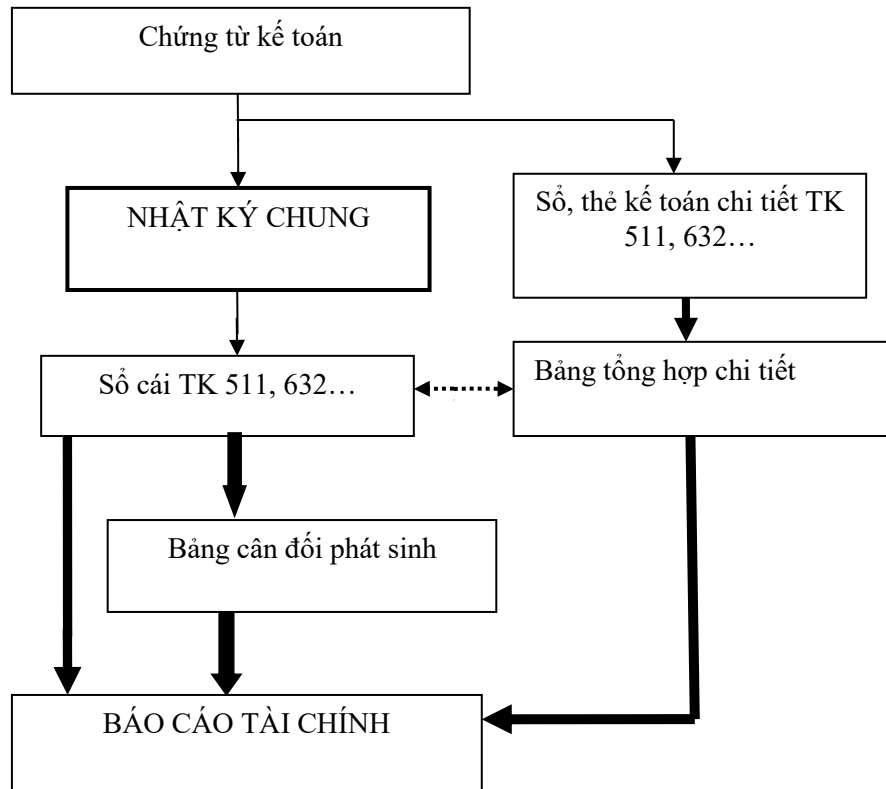 Chứng từ kế toán
NHẬT KÝ CHUNG
Sổ, thẻ kế toán chi tiết TK
511, 632…
Sổ cái TK 511, 632…
Bảng tổng hợp chi tiết
Bảng cân đối phát sinh
BÁO CÁO TÀI CHÍNH